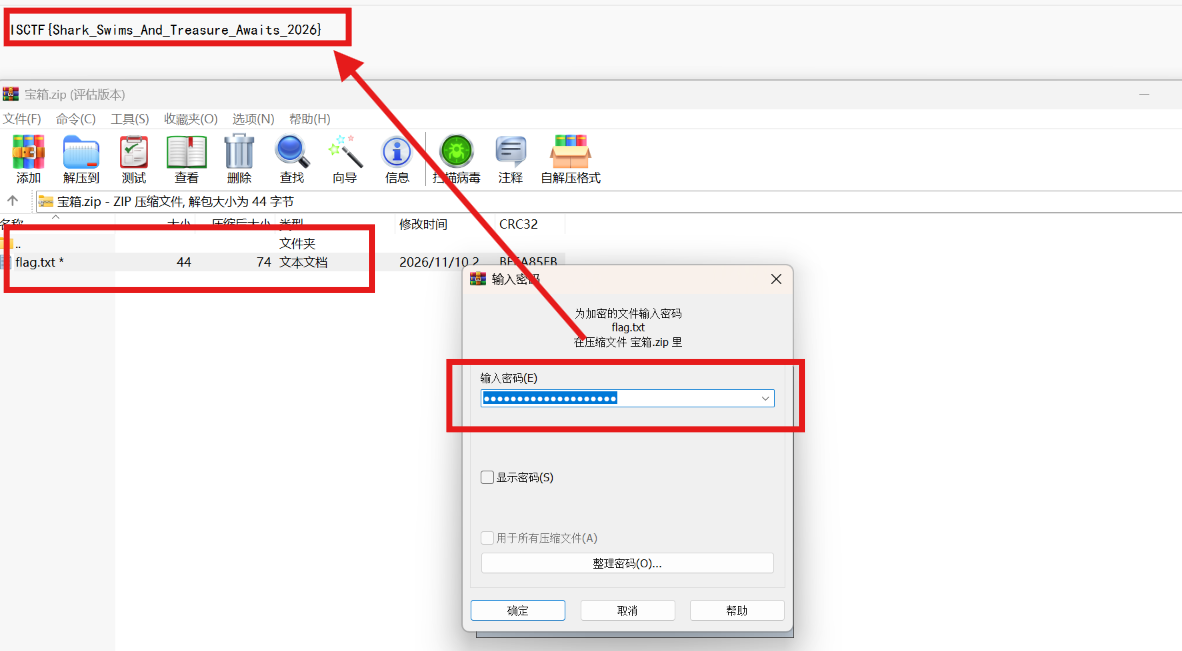 ISCTF{Shark_Swims_And_Treasure_Awaits_2026}
宝箱.zip (评估版本)
文件(F) 命令(C) 工具(S) 收藏夹(O) 选项(N) 帮助(H)
添加 解压到 测试 查看 删除 查找 向导 信息 扫描病毒 注释 自解压格式
宝箱.zip - ZIP 压缩文件, 解包大小为 44 字节
名称 大小 压缩后大小 类型 修改时间 CRC32
.. 文件夹
flag.txt * 44 74 文本文档 2026/11/10 2
输入密码
为加密的文件输入密码
flag.txt
在压缩文件 宝箱.zip 里
输入密码(E)
显示密码(S)
用于所有压缩文件(A)
整理密码(O)...
确定 取消 帮助